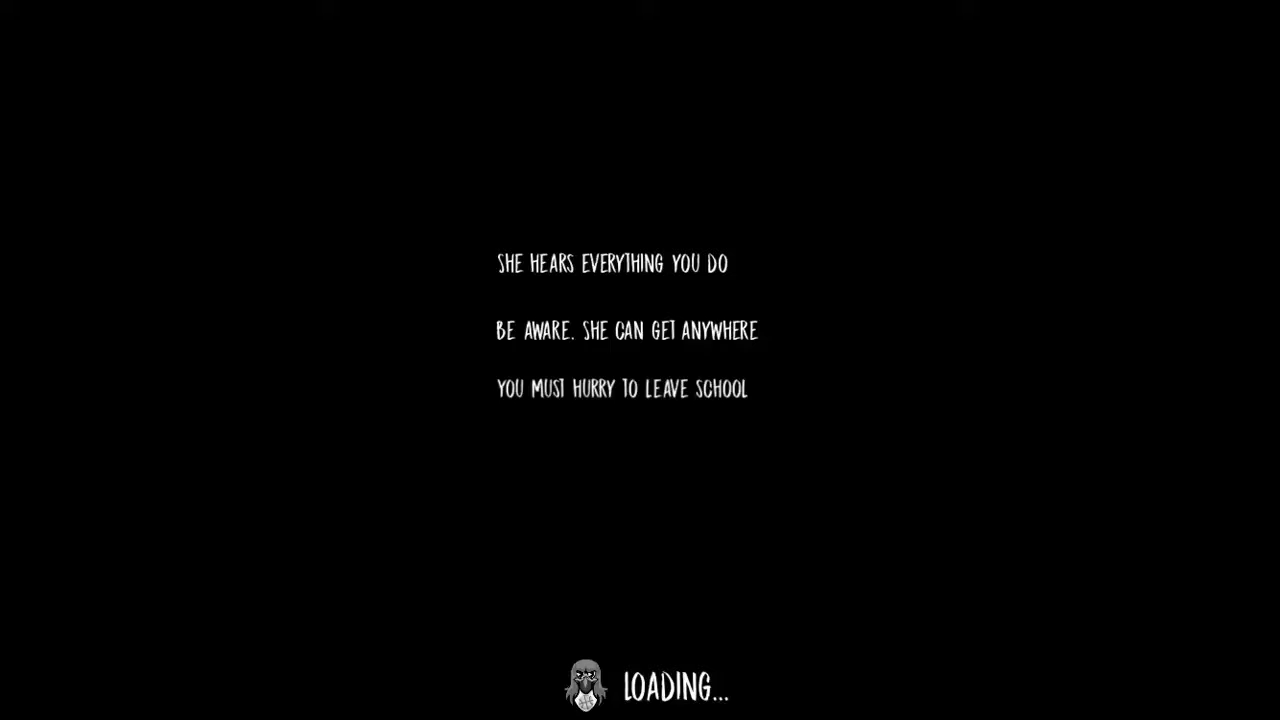 SHE HEARS EVERYTHING YOU DO
BE AWARE. SHE CAN GET ANYWHERE
YOU MUST HURRY TO LEAVE SCHOOL
LOADING...